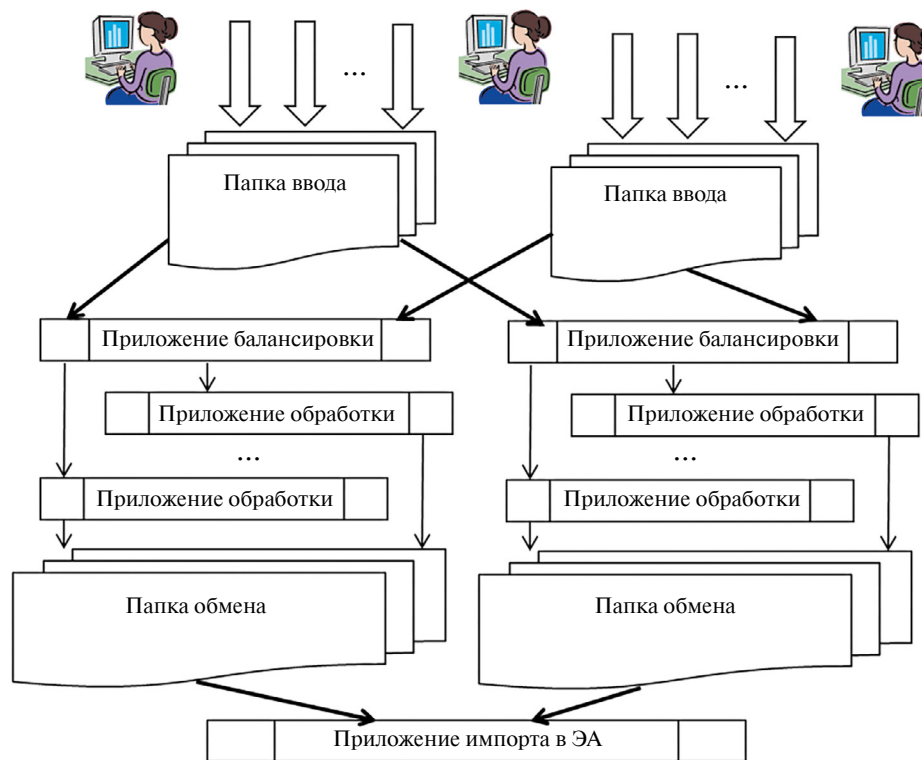 ...
...
Папка ввода
Папка ввода
Приложение балансировки
Приложение балансировки
Приложение обработки
Приложение обработки
...
...
Приложение обработки
Приложение обработки
Папка обмена
Папка обмена
Приложение импорта в ЭА